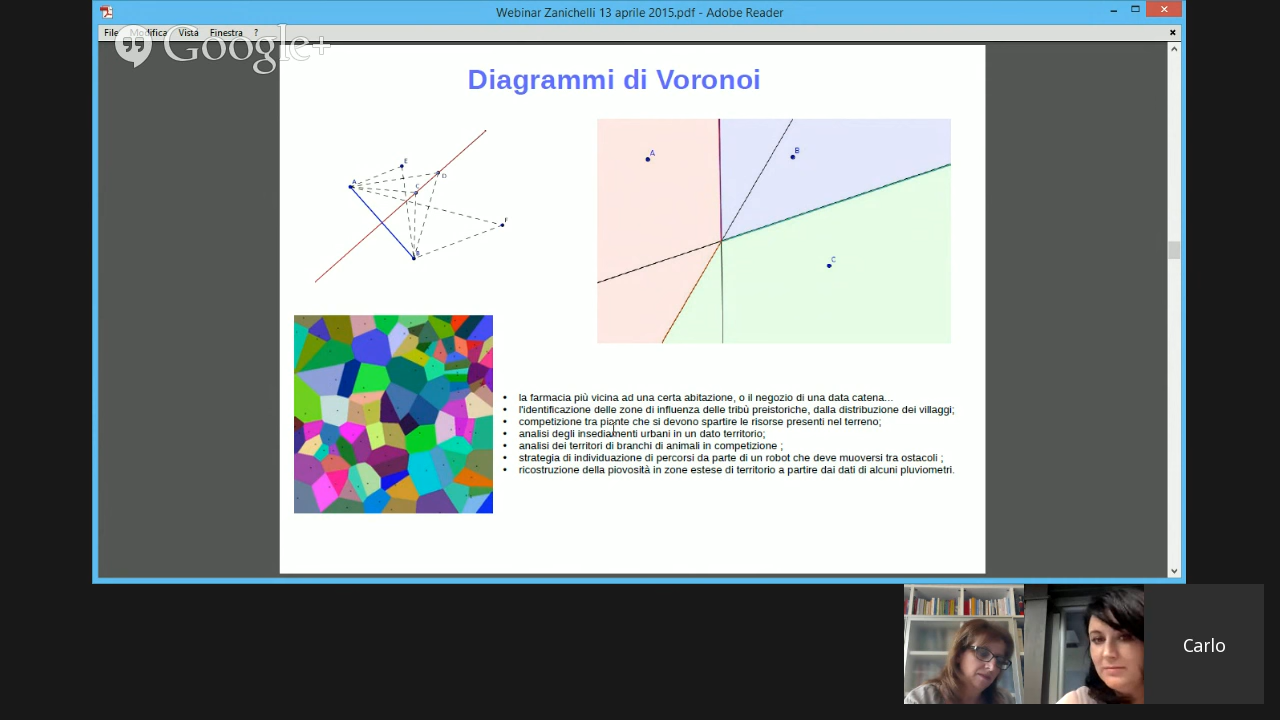 Webinar Zanichelli 13 aprile 2015.pdf - Adobe Reader
File Modifica Vista Finestra ?
Google+
Diagrammi di Voronoi
E
A
D
C
F
B
A
B
C
• la farmacia più vicina ad una certa abitazione, o il negozio di una data catena...
• l'identificazione delle zone di influenza delle tribù preistoriche, dalla distribuzione dei villaggi;
• competizione tra piante che si devono spartire le risorse presenti nel terreno;
• analisi degli insediamenti urbani in un dato territorio;
• analisi dei territori di branchi di animali in competizione ;
• strategia di individuazione di percorsi da parte di un robot che deve muoversi tra ostacoli ;
• ricostruzione della piovosità in zone estese di territorio a partire dai dati di alcuni pluviometri.
Carlo